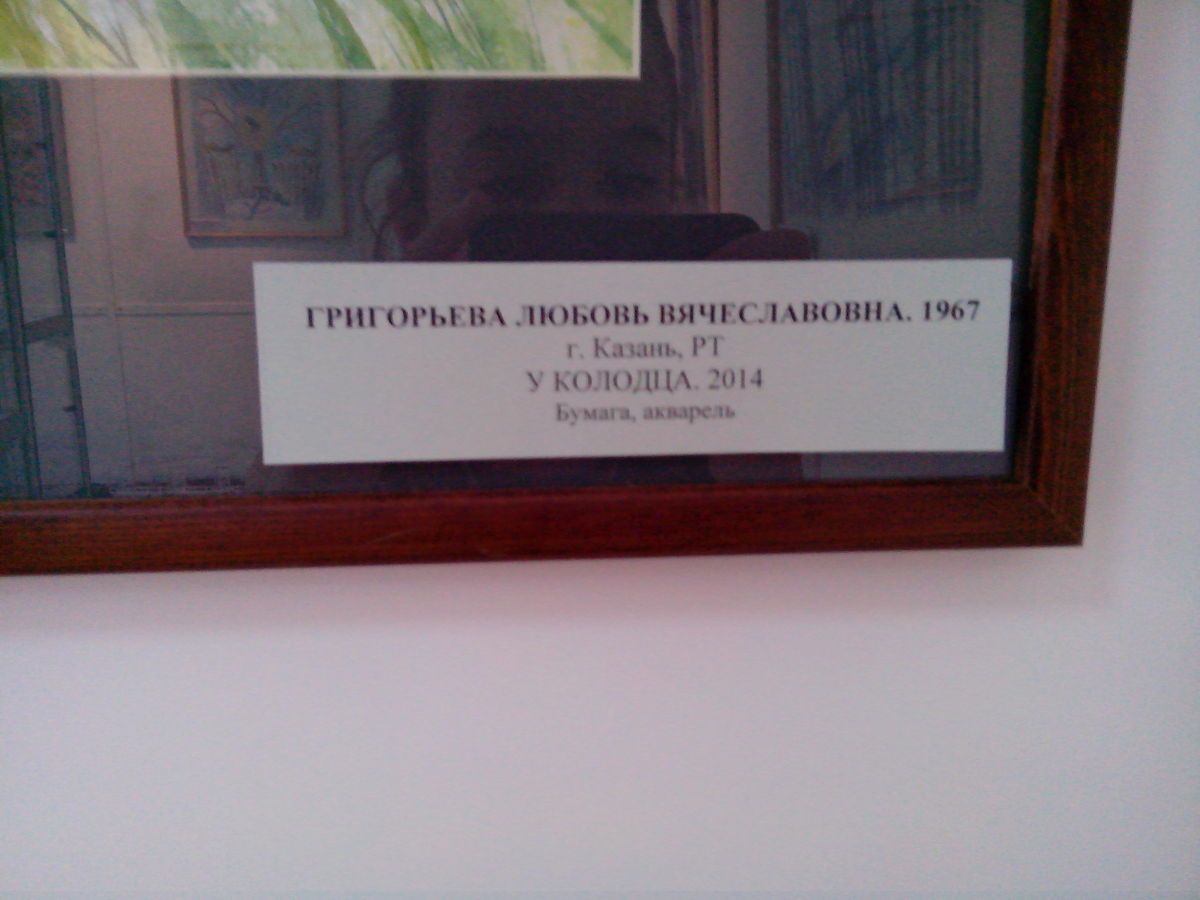 ГРИГОРЬЕВА ЛЮБОВЬ ВЯЧЕСЛАВОВНА. 1967
г. Казань, РТ
У КОЛОДЦА. 2014
Бумага, акварель